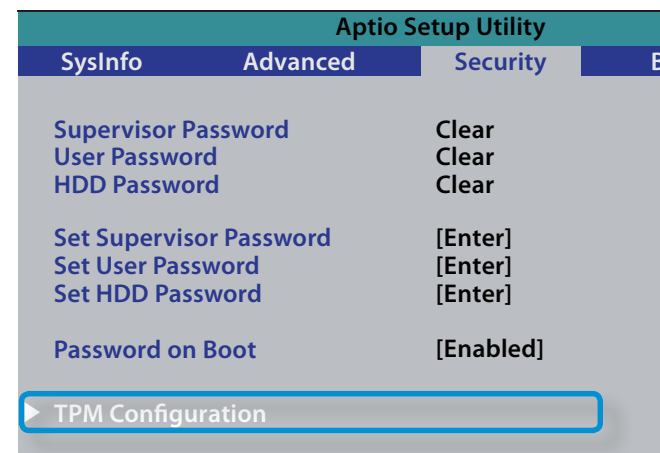 Aptio Setup Utility
SysInfo Advanced Security B
Supervisor Password Clear
User Password Clear
HDD Password Clear
Set Supervisor Password [Enter]
Set User Password [Enter]
Set HDD Password [Enter]
Password on Boot [Enabled]
TPM Configuration